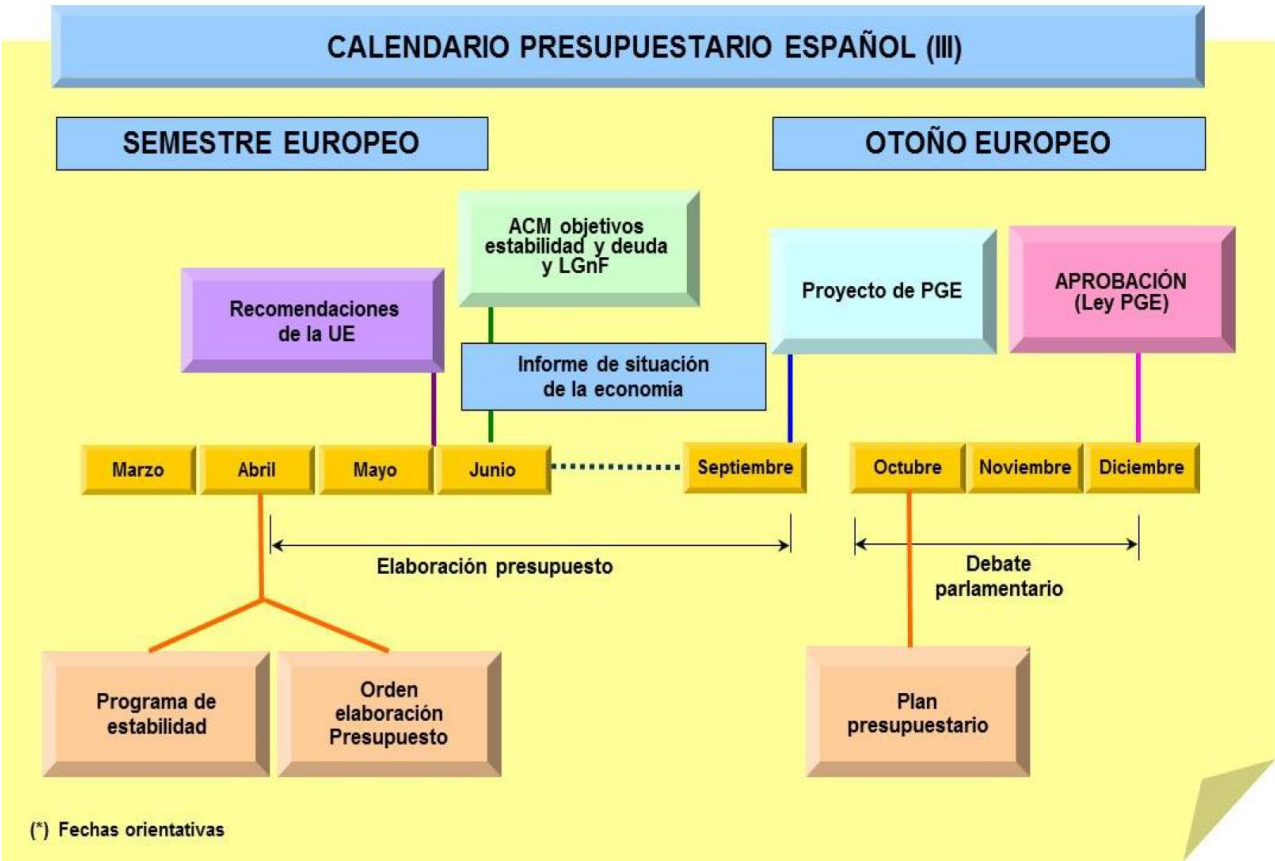 CALENDARIO PRESUPUESTARIO ESPAÑOL (III)
SEMESTRE EUROPEO
OTOÑO EUROPEO
ACM objetivos
estabilidad y deuda
y LGnF
Recomendaciones
de la UE
Proyecto de PGE
APROBACIÓN
(Ley PGE)
Informe de situación
de la economía
Marzo
Abril
Mayo
Junio
Septiembre
Octubre
Noviembre
Diciembre
Elaboración presupuesto
Debate
parlamentario
Programa de
estabilidad
Orden
elaboración
Presupuesto
Plan
presupuestario
(*) Fechas orientativas